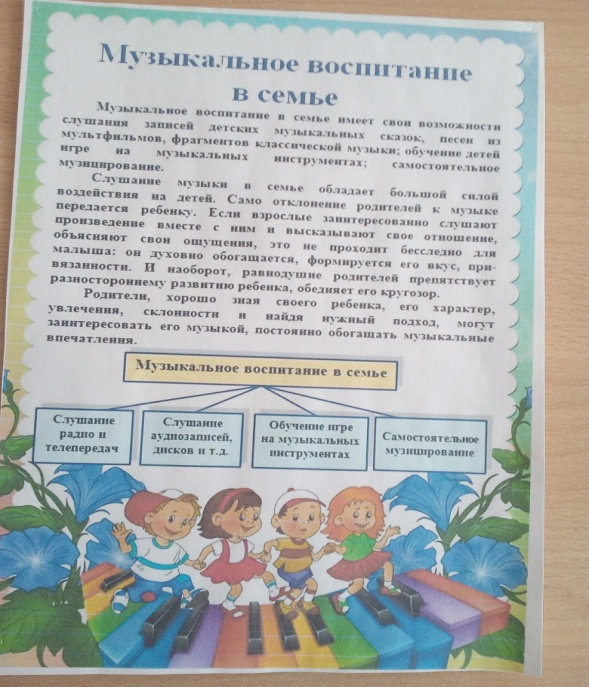 Музыкальное воспитание
в семье
Музыкальное воспитание в семье имеет свои возможности
слушания записей детских музыкальных сказок, песен из
мультфильмов, фрагментов классической музыки; обучение детей
игре на музыкальных инструментах; самостоятельное
музицирование.
Слушание музыки в семье обладает большой силой
воздействия на детей. Само отклонение родителей к музыке
передается ребенку. Если взрослые заинтересованно слушают
произведение вместе с ним и высказывают свое отношение,
объясняют свои ощущения, это не проходит бесследно для
малыша: он духовно обогащается, формируется его вкус, при-
вязанности. И наоборот, равнодушие родителей препятствует
разностороннему развитию ребенка, обедняет его кругозор.
Родители, хорошо зная своего ребенка, его характер,
увлечения, склонности и найдя нужный подход, могут
заинтересовать его музыкой, постоянно обогащать музыкальные
впечатления.
Музыкальное воспитание в семье
Слушание
радио и
телепередач
Слушание
аудиозаписей,
дисков и т.д.
Обучение игре
на музыкальных
инструментах
Самостоятельное
музицирование